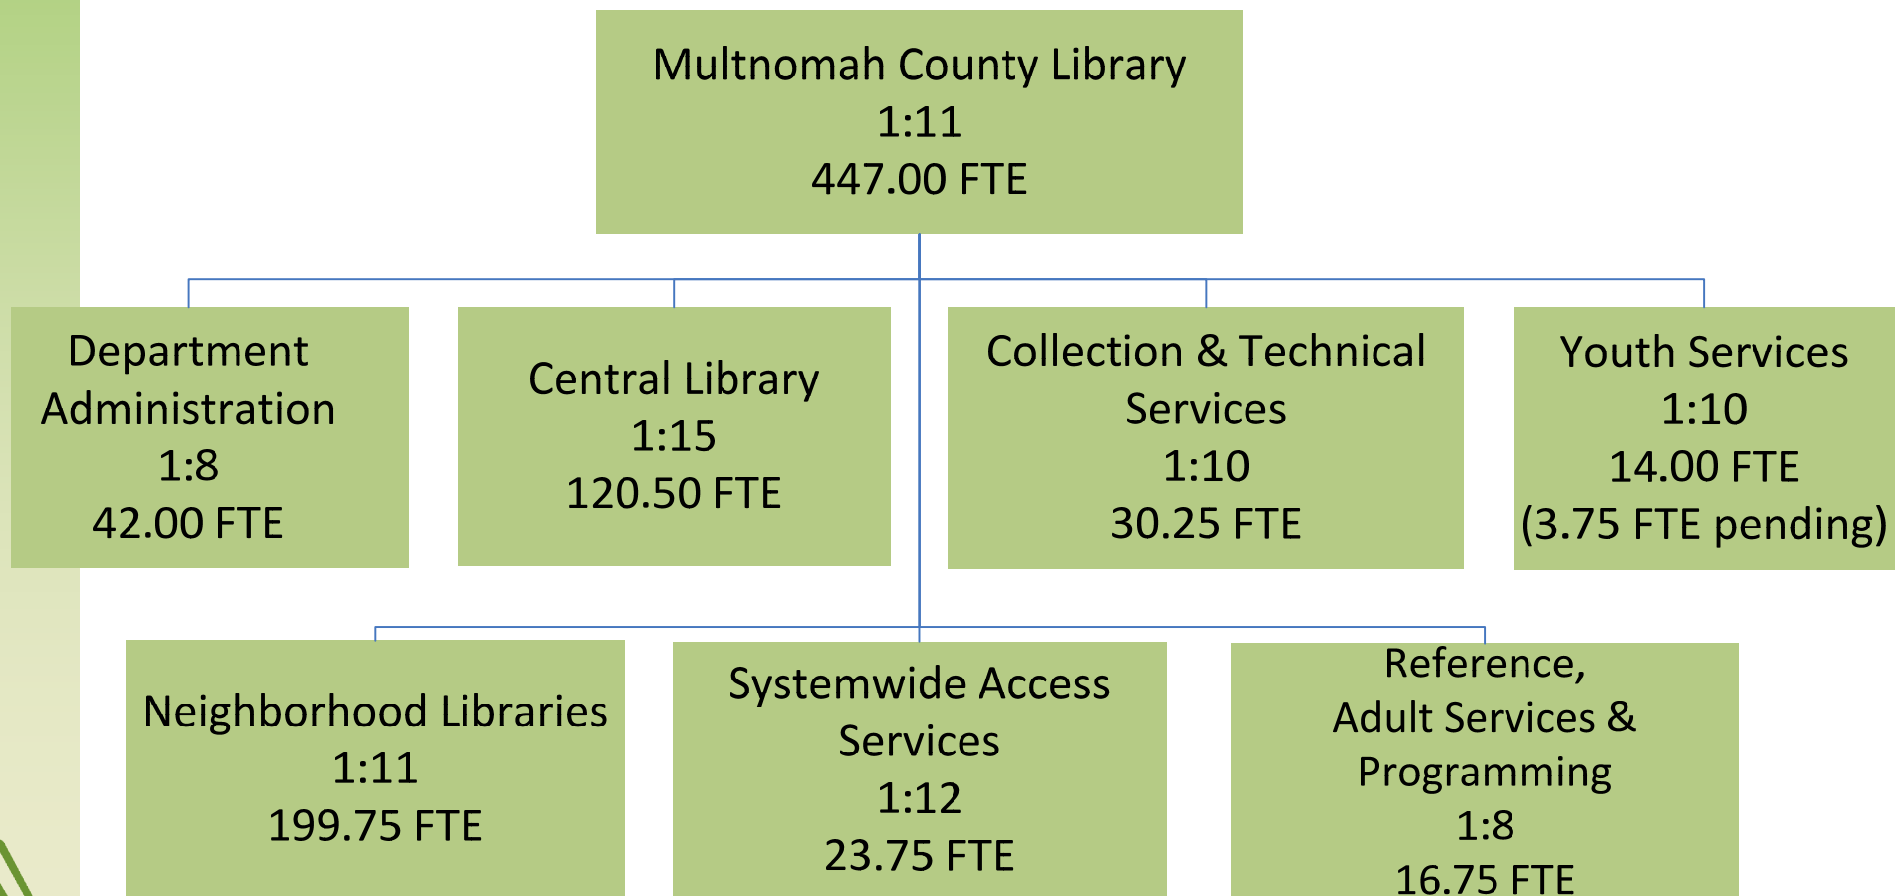 Multnomah County Library
1:11
447.00 FTE
Department
Administration
1:8
42.00 FTE
Central Library
1:15
120.50 FTE
Collection & Technical
Services
1:10
30.25 FTE
Youth Services
1:10
14.00 FTE
(3.75 FTE pending)
Neighborhood Libraries
1:11
199.75 FTE
Systemwide Access
Services
1:12
23.75 FTE
Reference,
Adult Services &
Programming
1:8
16.75 FTE